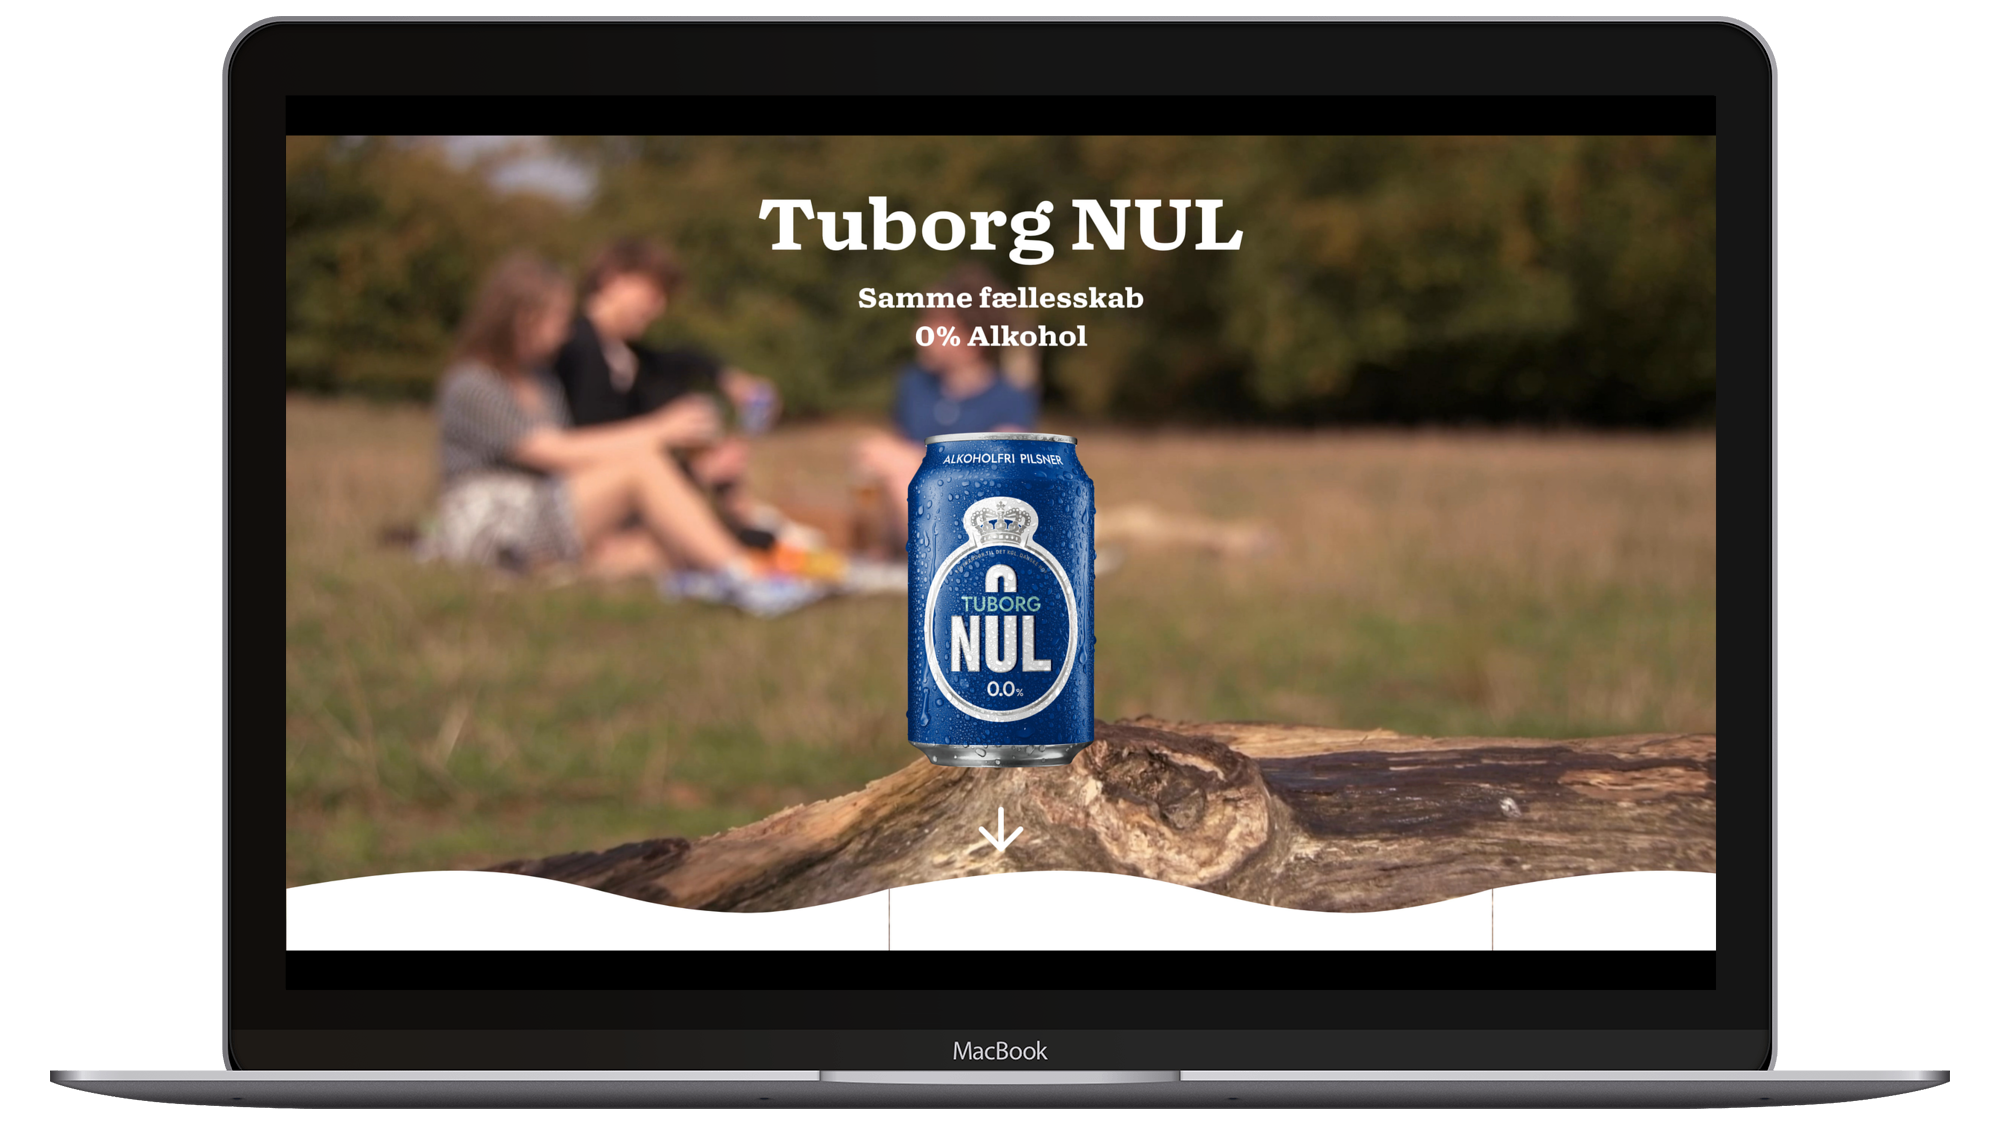 Tuborg NUL
Samme fællesskab
0% Alkohol
ALKOHOLFRI PILSNER
TUBORG
NUL
0.0%
MacBook